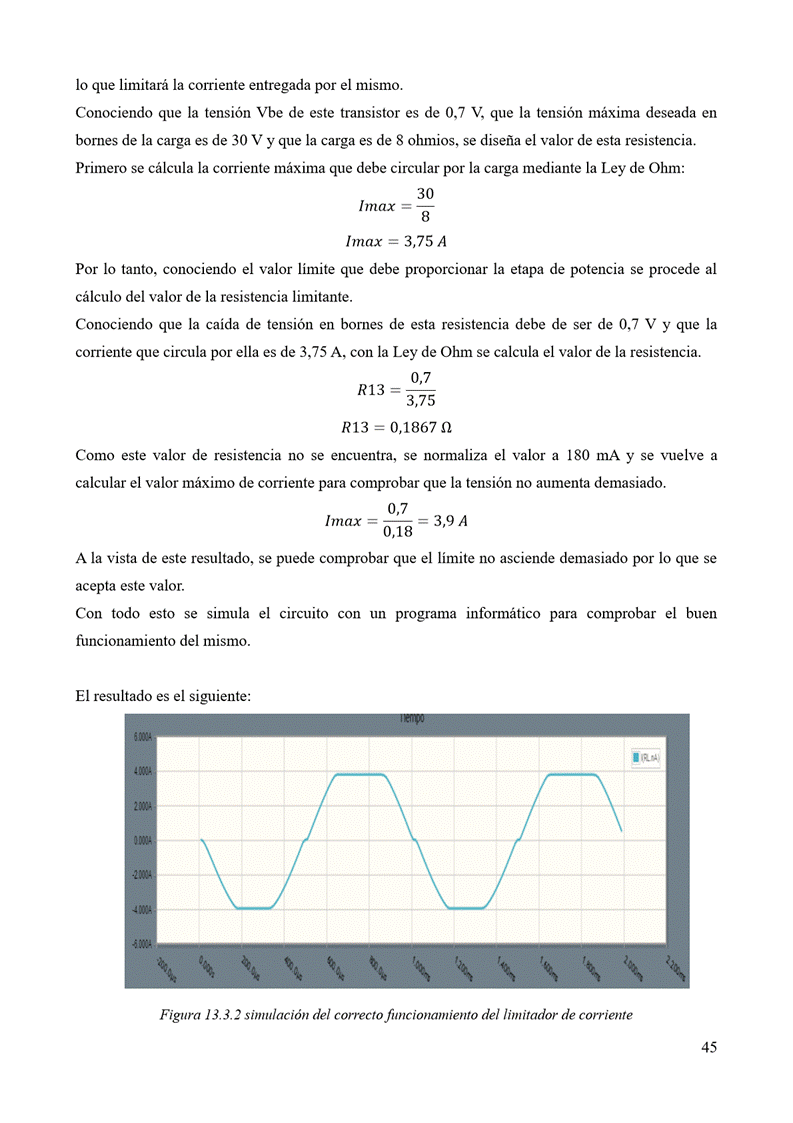 lo que limitará la corriente entregada por el mismo.
Conociendo que la tensión Vbe de este transistor es de 0,7 V, que la tensión máxima deseada en
bornes de la carga es de 30 V y que la carga es de 8 ohmios, se diseña el valor de esta resistencia.
Primero se cálcula la corriente máxima que debe circular por la carga mediante la Ley de Ohm:
Imax = 30/8
Imax = 3,75 A
Por lo tanto, conociendo el valor límite que debe proporcionar la etapa de potencia se procede al
cálculo del valor de la resistencia limitante.
Conociendo que la caída de tensión en bornes de esta resistencia debe de ser de 0,7 V y que la
corriente que circula por ella es de 3,75 A, con la Ley de Ohm se calcula el valor de la resistencia.
R13 = 0,7/3,75
R13 = 0,1867 Ω
Como este valor de resistencia no se encuentra, se normaliza el valor a 180 mA y se vuelve a
calcular el valor máximo de corriente para comprobar que la tensión no aumenta demasiado.
Imax = 0,7/0,18 = 3,9 A
A la vista de este resultado, se puede comprobar que el límite no asciende demasiado por lo que se
acepta este valor.
Con todo esto se simula el circuito con un programa informático para comprobar el buen
funcionamiento del mismo.
El resultado es el siguiente:
Tiempo
6.000A
I(RL.nA)
4.000A
2.000A
0.000A
-2.000A
-4.000A
-6.000A
-200.0µs 0.000s 200.0µs 400.0µs 600.0µs 800.0µs 1.000ms 1.200ms 1.400ms 1.600ms 1.800ms 2.000ms 2.200ms
Figura 13.3.2 simulación del correcto funcionamiento del limitador de corriente
45